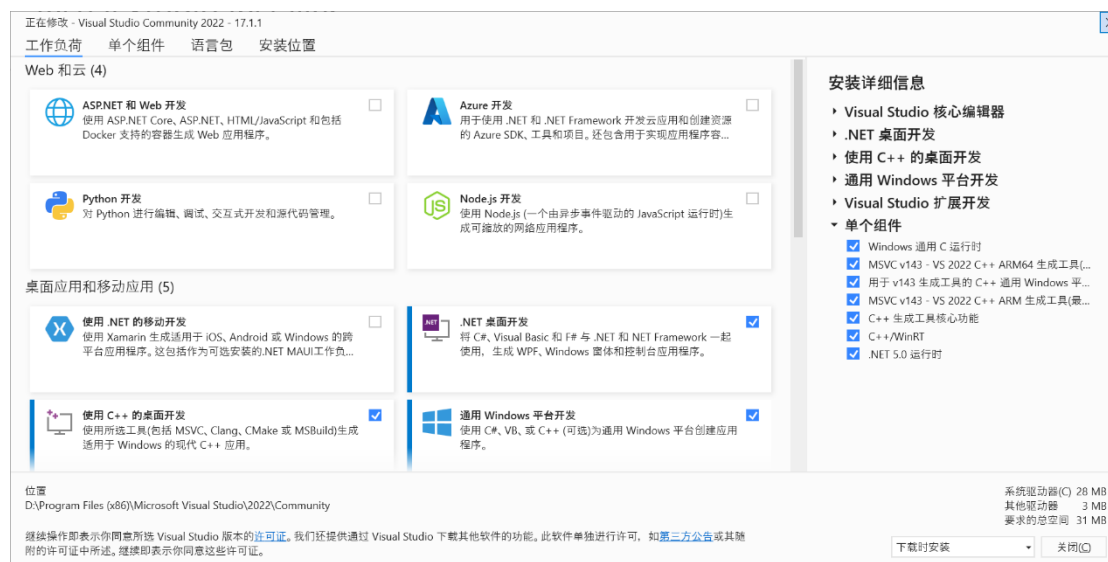 正在修改 - Visual Studio Community 2022 - 17.1.1
工作负荷 单个组件 语言包 安装位置
Web 和云 (4)
ASP.NET 和 Web 开发
使用 ASP.NET Core、ASP.NET、HTML/JavaScript 和包括
Docker 支持的容器生成 Web 应用程序。
Azure 开发
用于使用 .NET 和 .NET Framework 开发云应用和创建资源
的 Azure SDK、工具和项目。还包含用于实现应用程序容...
Python 开发
对 Python 进行编辑、调试、交互式开发和源代码管理。
Node.js 开发
使用 Node.js (一个由异步事件驱动的 JavaScript 运行时)生
成可缩放的网络应用程序。
桌面应用和移动应用 (5)
使用 .NET 的移动开发
使用 Xamarin 生成适用于 iOS、Android 或 Windows 的跨
平台应用程序。这包括作为可选安装的.NET MAUI工作负...
.NET 桌面开发
将 C#、Visual Basic 和 F# 与 .NET 和 .NET Framework 一起
使用，生成 WPF、Windows 窗体和控制台应用程序。
使用 C++ 的桌面开发
使用所选工具(包括 MSVC、Clang、CMake 或 MSBuild)生成
适用于 Windows 的现代 C++ 应用。
通用 Windows 平台开发
使用 C#、VB、或 C++ (可选)为通用 Windows 平台创建应用
程序。
安装详细信息
Visual Studio 核心编辑器
.NET 桌面开发
使用 C++ 的桌面开发
通用 Windows 平台开发
Visual Studio 扩展开发
单个组件
Windows 通用 C 运行时
MSVC v143 - VS 2022 C++ ARM64 生成工具(...
用于 v143 生成工具的 C++ 通用 Windows 平...
MSVC v143 - VS 2022 C++ ARM 生成工具(最...
C++ 生成工具核心功能
C++/WinRT
.NET 5.0 运行时
位置
D:\Program Files (x86)\Microsoft Visual Studio\2022\Community
系统驱动器(C) 28 MB
其他驱动器 3 MB
要求的总空间 31 MB
继续操作即表示你同意所选 Visual Studio 版本的许可证。我们还提供通过 Visual Studio 下载其他软件的功能。此软件单独进行许可，如第三方公告或其随
附的许可证中所述。继续即表示你同意这些许可证。
下载时安装
关闭(C)